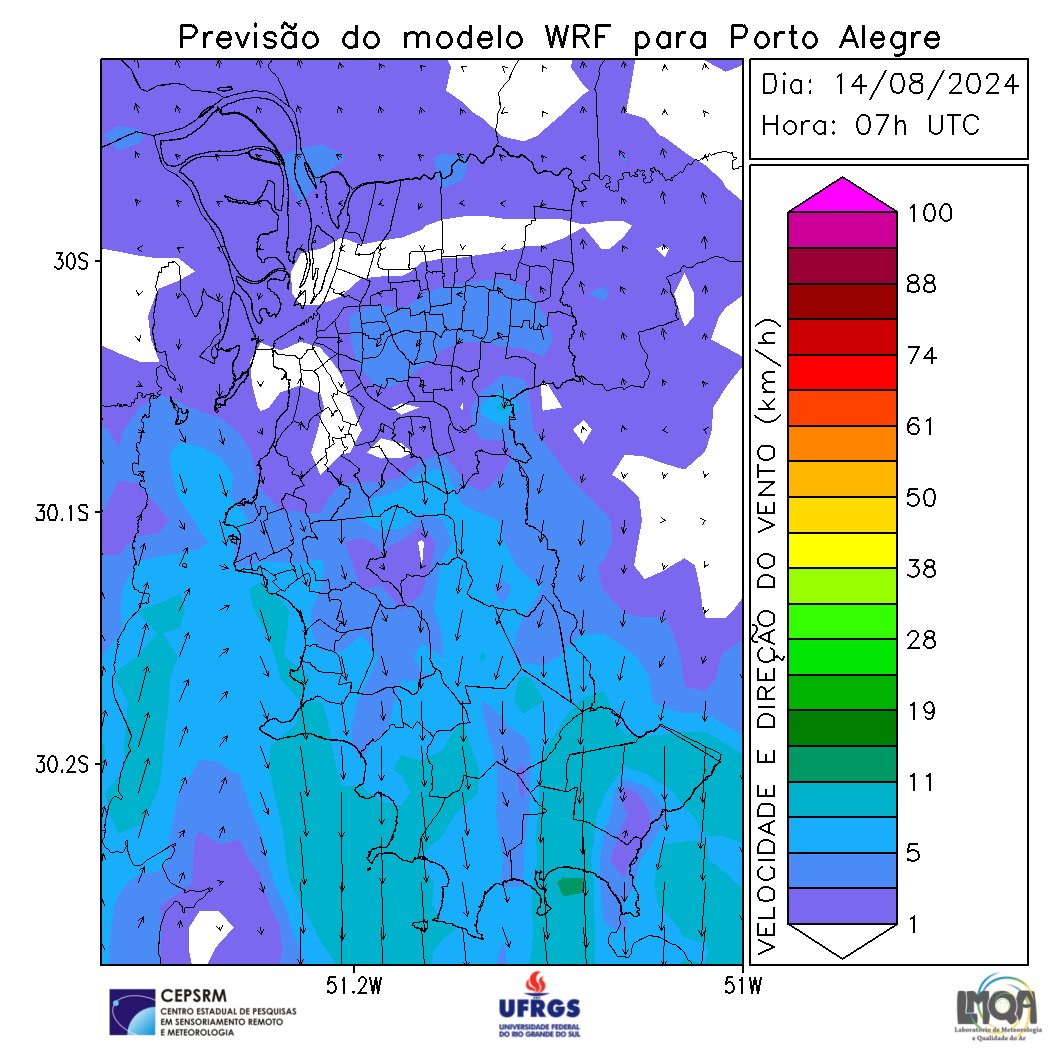 Previsão do modelo WRF para Porto Alegre
Dia: 14/08/2024
Hora: 07h UTC
30S
30.1S
30.2S
51.2W
51W
VELOCIDADE E DIREÇÃO DO VENTO (km/h)
100
88
74
61
50
38
28
19
11
5
1
CEPSRM
CENTRO ESTADUAL DE PESQUISAS
EM SENSORIAMENTO REMOTO
E METEOROLOGIA
UFRGS
UNIVERSIDADE FEDERAL
DO RIO GRANDE DO SUL
LMQA
Laboratório de Meteorologia
e Qualidade do Ar